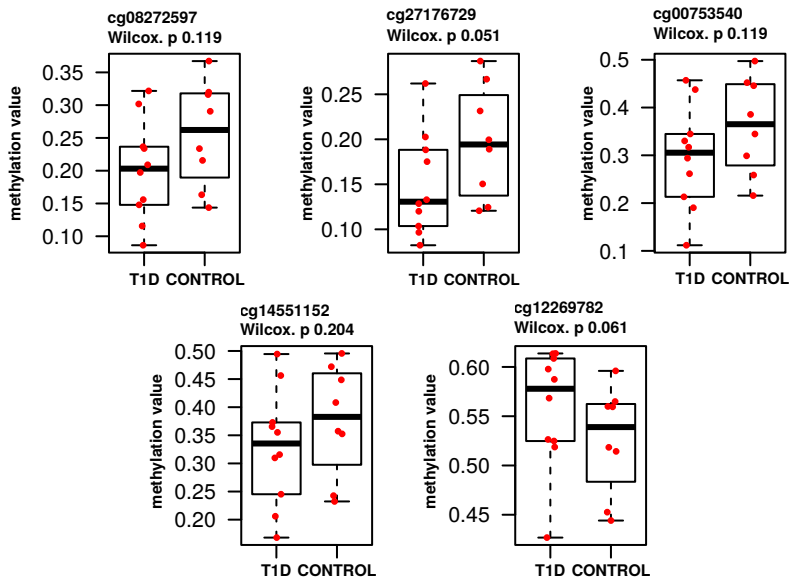 cg08272597
Wilcox. p 0.119
methylation value
0.35
0.30
0.25
0.20
0.15
0.10
T1D CONTROL
cg27176729
Wilcox. p 0.051
methylation value
0.25
0.20
0.15
0.10
T1D CONTROL
cg00753540
Wilcox. p 0.119
methylation value
0.5
0.4
0.3
0.2
0.1
T1D CONTROL
cg14551152
Wilcox. p 0.204
methylation value
0.50
0.45
0.40
0.35
0.30
0.25
0.20
T1D CONTROL
cg12269782
Wilcox. p 0.061
methylation value
0.60
0.55
0.50
0.45
T1D CONTROL